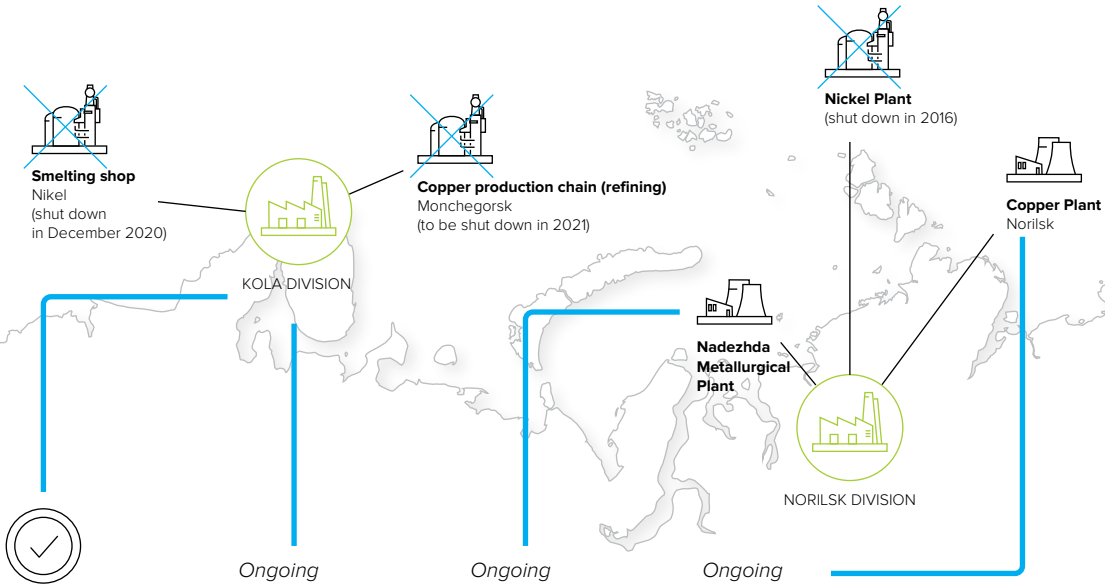 Nickel Plant
(shut down in 2016)
Smelting shop
Nikel
(shut down
in December 2020)
Copper production chain (refining)
Monchegorsk
(to be shut down in 2021)
Copper Plant
Norilsk
KOLA DIVISION
Nadezhda
Metallurgical
Plant
NORILSK DIVISION
Ongoing
Ongoing
Ongoing